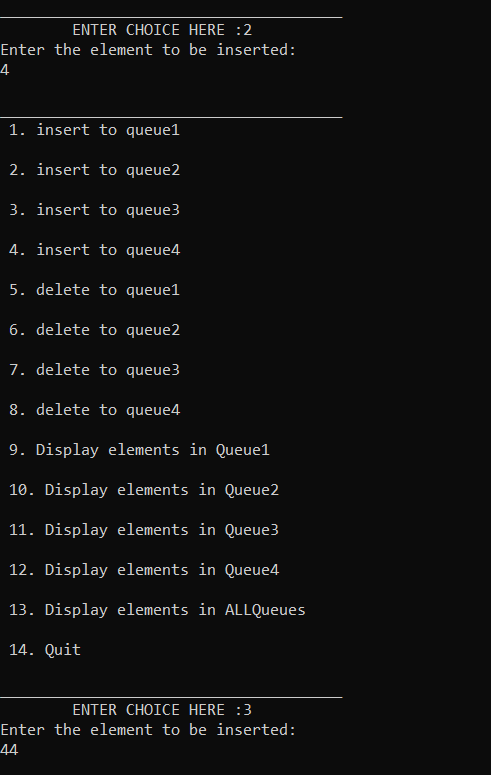 ENTER CHOICE HERE :2
Enter the element to be inserted:
4
1. insert to queue1
2. insert to queue2
3. insert to queue3
4. insert to queue4
5. delete to queue1
6. delete to queue2
7. delete to queue3
8. delete to queue4
9. Display elements in Queue1
10. Display elements in Queue2
11. Display elements in Queue3
12. Display elements in Queue4
13. Display elements in ALLQueues
14. Quit
ENTER CHOICE HERE :3
Enter the element to be inserted:
44